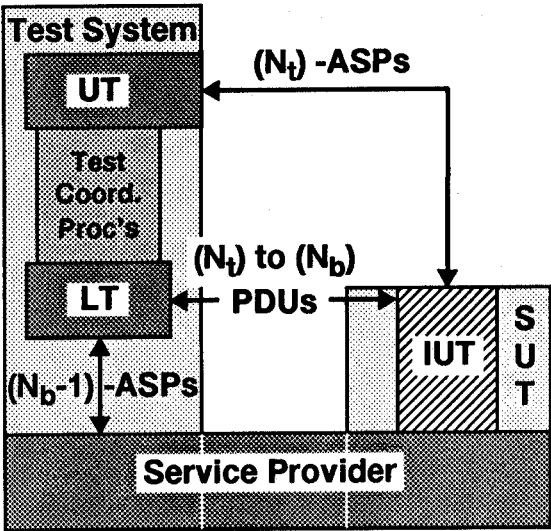 Test System
UT
(Nt) -ASPs
Test
Coord.
Proc's
(Nt) to (Nb)
LT
PDUs
IUT
S
U
T
(Nb-1) -ASPs
Service Provider